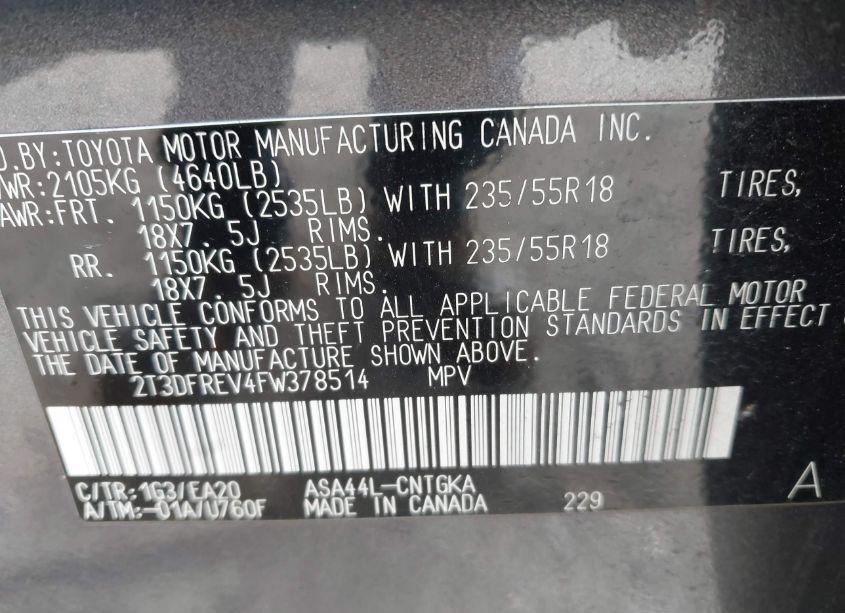 D.BY:TOYOTA MOTOR MANUFACTURING CANADA INC.
WR:2105KG (4640LB)
AWR:FRT. 1150KG (2535LB) WITH 235/55R18 TIRES,
18X7. 5J RIMS.
RR. 1150KG (2535LB) WITH 235/55R18 TIRES,
18X7. 5J RIMS.
THIS VEHICLE CONFORMS TO ALL APPLICABLE FEDERAL MOTOR
VEHICLE SAFETY AND THEFT PREVENTION STANDARDS IN EFFECT
THE DATE OF MANUFACTURE SHOWN ABOVE.
2T3DFREV4FW378514 MPV
C/TR:1G3/EA20 ASA44L-CNTGKA
A/TM:-01A/U760F MADE IN CANADA 229 A